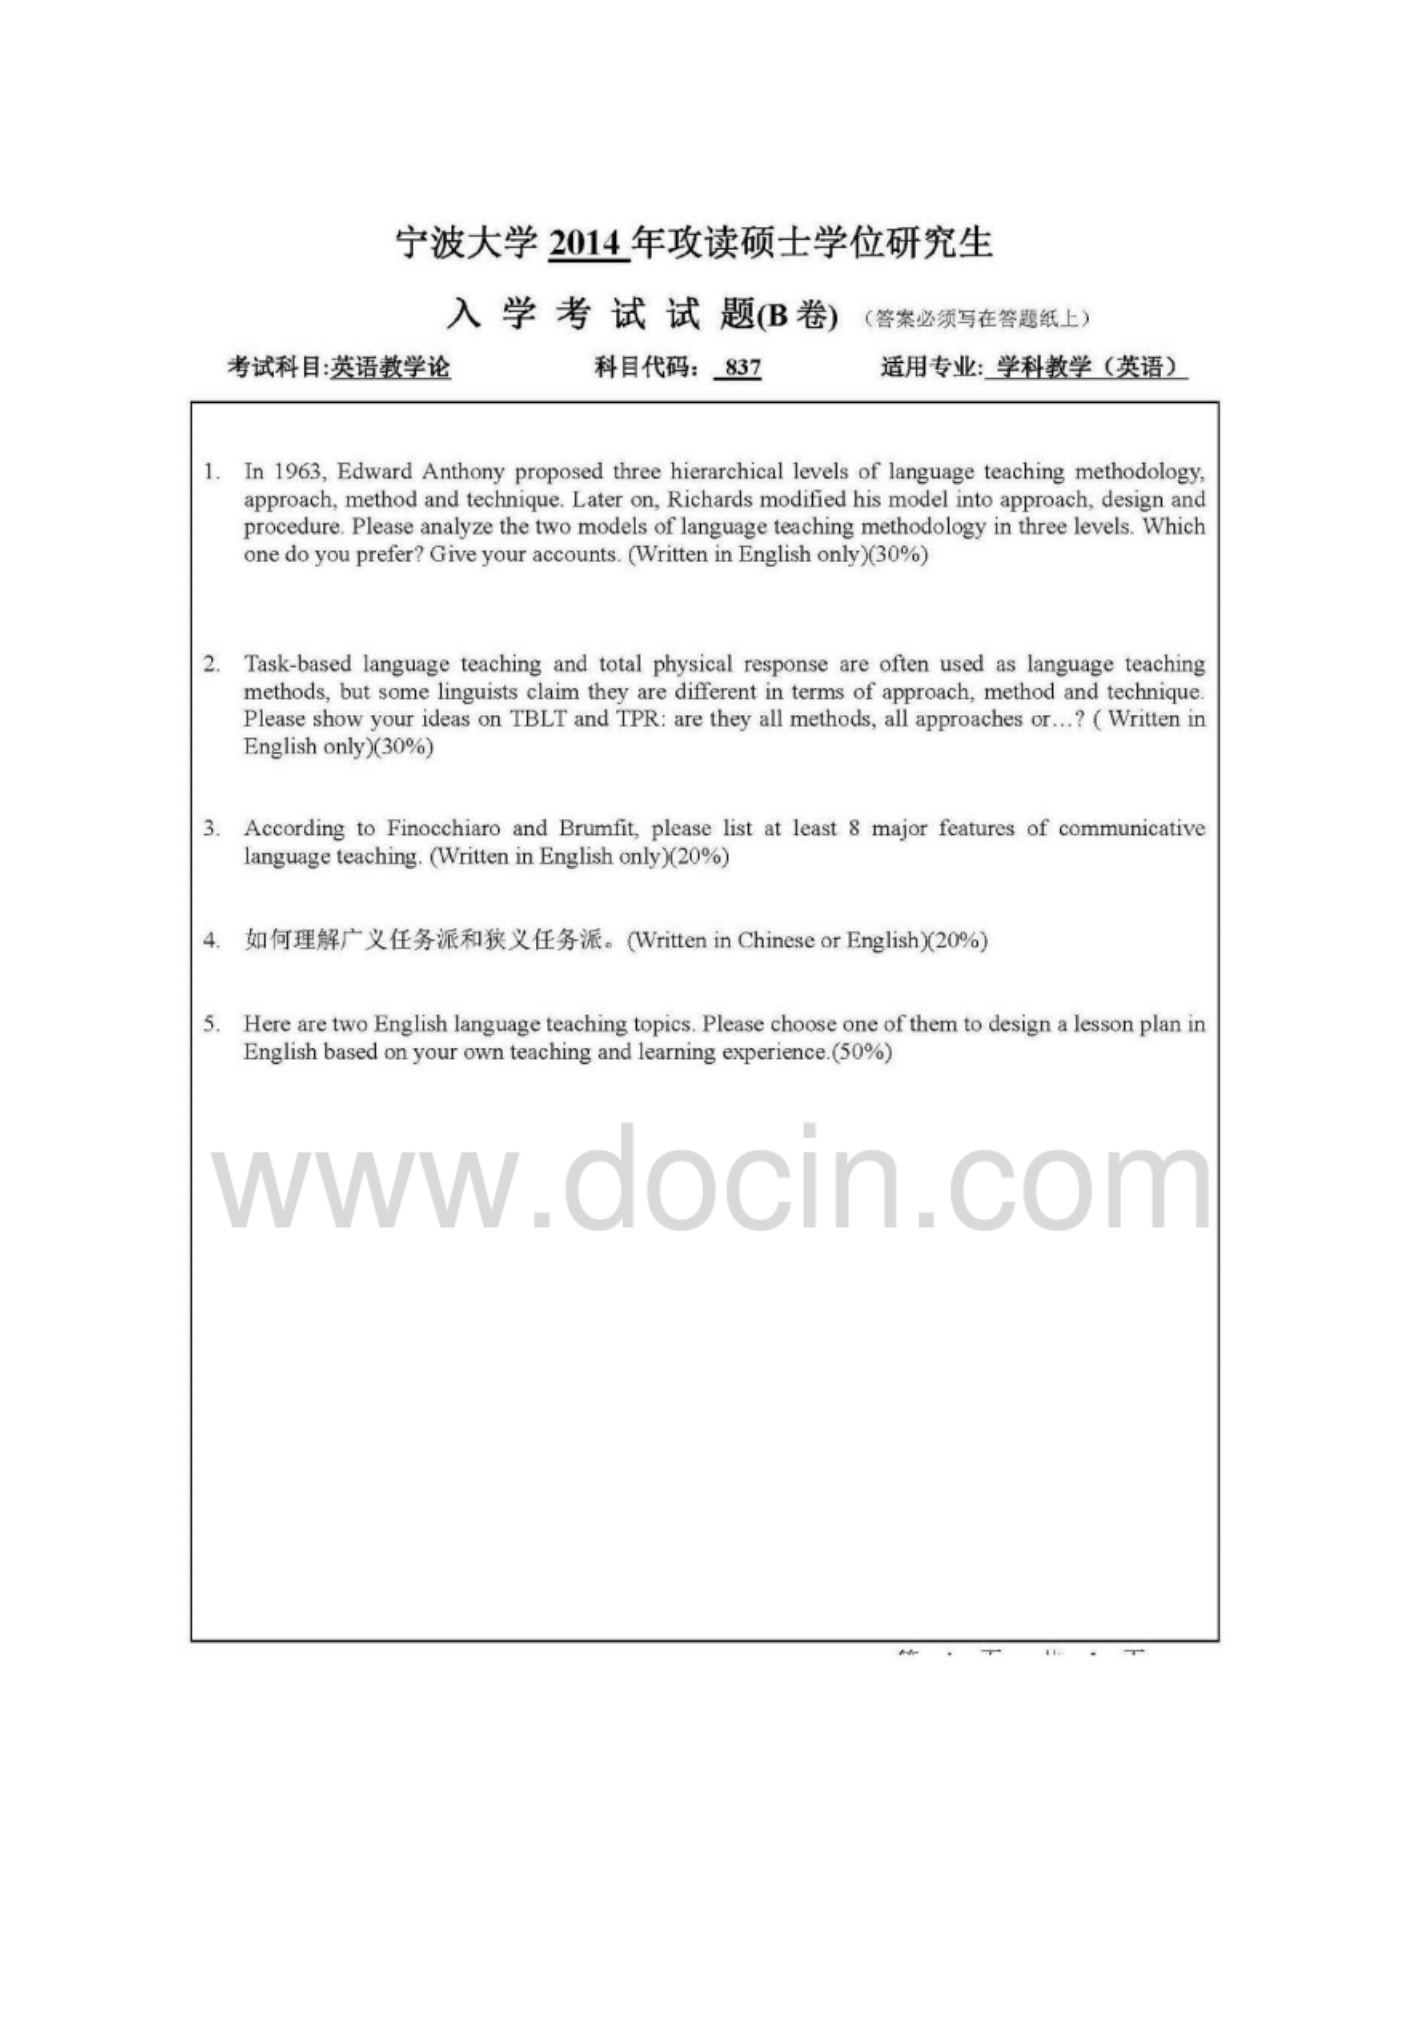 宁波大学 2014 年攻读硕士学位研究生
入 学 考 试 试 题(B 卷) （答案必须写在答题纸上）
考试科目:英语教学论 科目代码： 837 适用专业: 学科教学（英语）
1. In 1963, Edward Anthony proposed three hierarchical levels of language teaching methodology,
approach, method and technique. Later on, Richards modified his model into approach, design and
procedure. Please analyze the two models of language teaching methodology in three levels. Which
one do you prefer? Give your accounts. (Written in English only)(30%)
2. Task-based language teaching and total physical response are often used as language teaching
methods, but some linguists claim they are different in terms of approach, method and technique.
Please show your ideas on TBLT and TPR: are they all methods, all approaches or…? ( Written in
English only)(30%)
3. According to Finocchiaro and Brumfit, please list at least 8 major features of communicative
language teaching. (Written in English only)(20%)
4. 如何理解广义任务派和狭义任务派。(Written in Chinese or English)(20%)
5. Here are two English language teaching topics. Please choose one of them to design a lesson plan in
English based on your own teaching and learning experience.(50%)
www.docin.com